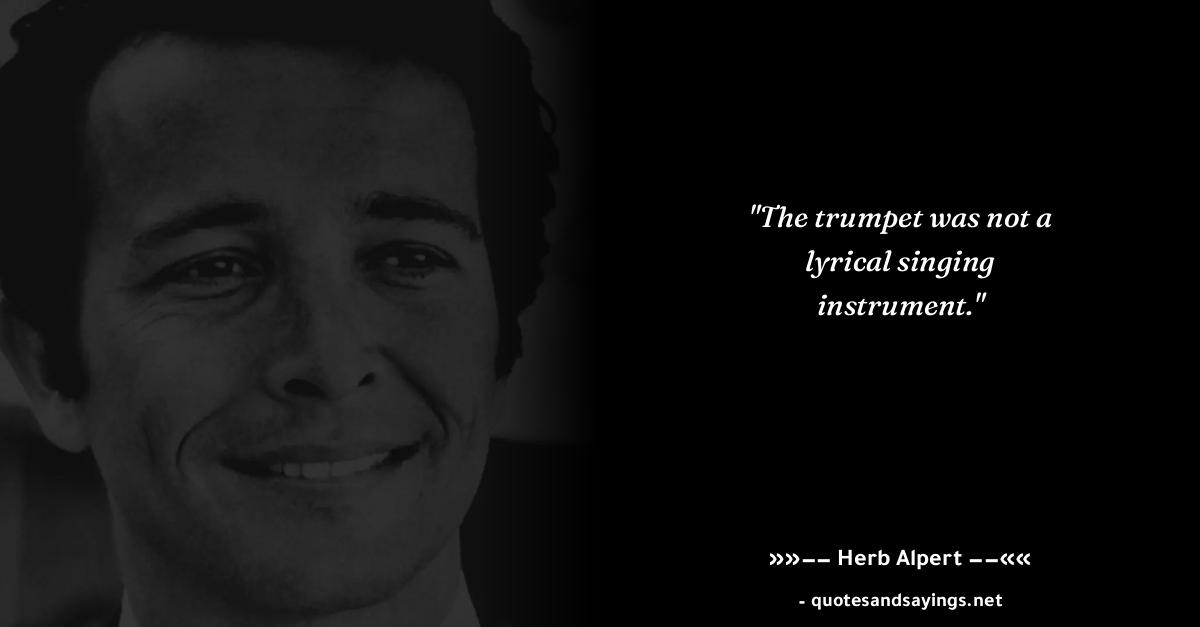 "The trumpet was not a
lyrical singing
instrument."
»»–– Herb Alpert ––««
- quotesandsayings.net